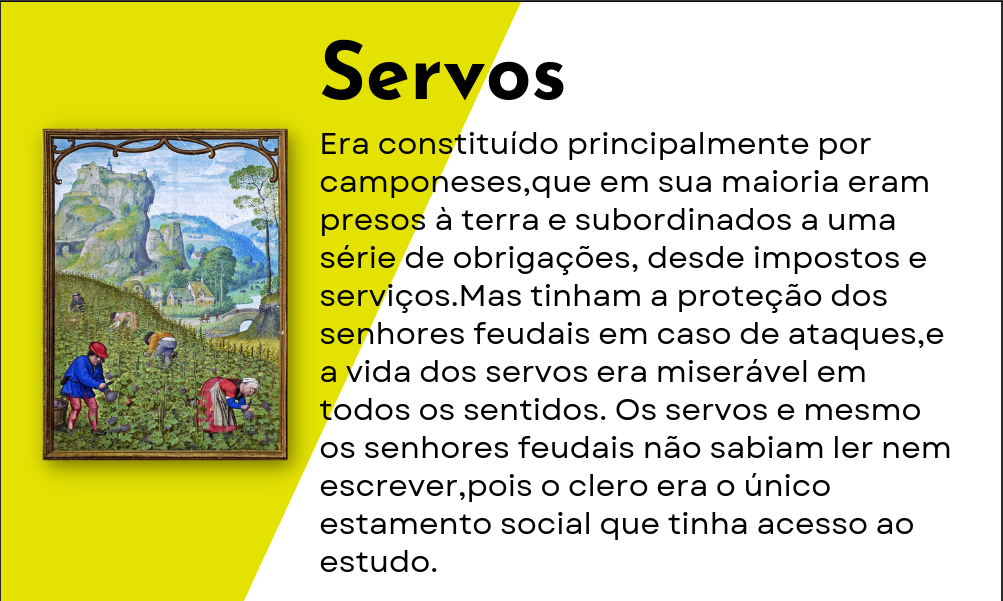 Servos
Era constituído principalmente por
camponeses,que em sua maioria eram
presos à terra e subordinados a uma
série de obrigações, desde impostos e
serviços.Mas tinham a proteção dos
senhores feudais em caso de ataques,e
a vida dos servos era miserável em
todos os sentidos. Os servos e mesmo
os senhores feudais não sabiam ler nem
escrever,pois o clero era o único
estamento social que tinha acesso ao
estudo.